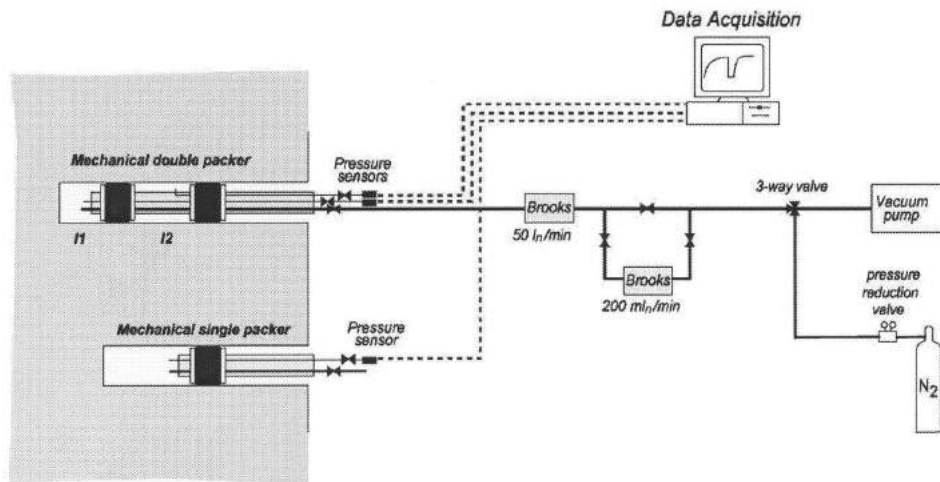 Data Acquisition
Mechanical double packer
Pressure
sensors
3-way valve
Brooks
Vacuum
pump
I1
I2
50 ln/min
Brooks
200 mln/min
pressure
reduction
valve
Mechanical single packer
Pressure
sensor
N2